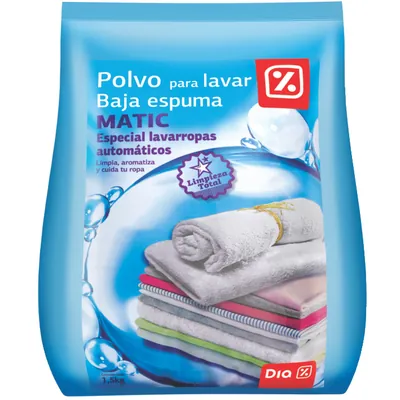 Polvo para lavar
Baja espuma
MATIC
Especial lavarropas
automáticos
Limpia, aromatiza
y cuida tu ropa
Limpieza
Total
1,5kg
Dia %